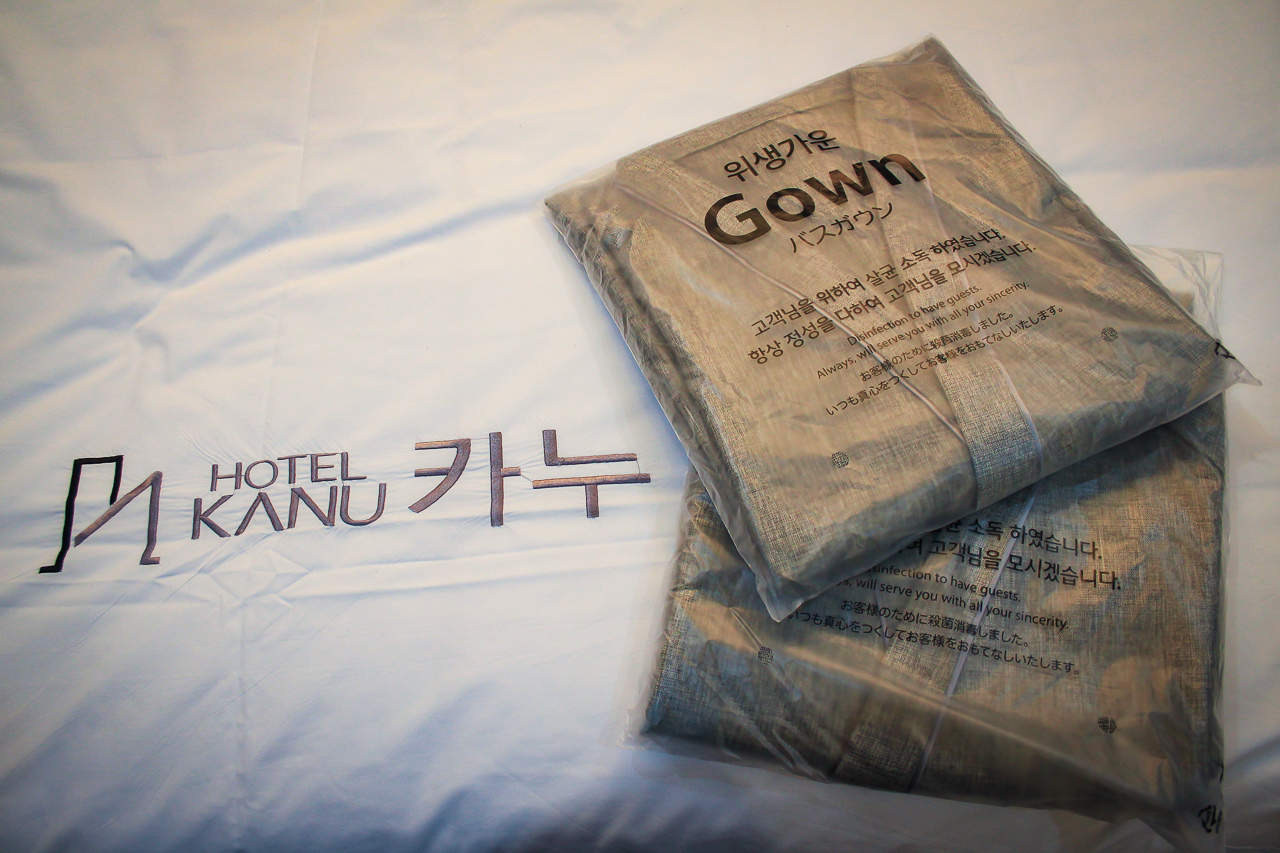 HOTEL
KANU
카누
위생가운
Gown
バスガウン
고객님을 위하여 살균 소독 하였습니다.
항상 정성을 다하여 고객님을 모시겠습니다.
Disinfection to have guests.
Always, will serve you with all your sincerity.
お客様のために殺菌消毒しました。
いつも真心をつくしてお客様をおもてなしいたします。
소독 하였습니다.
고객님을 모시겠습니다.
to have guests.
will serve you with all your sincerity.
お客様のために殺菌消毒しました。
いつも真心をつくしてお客様をおもてなしいたします。